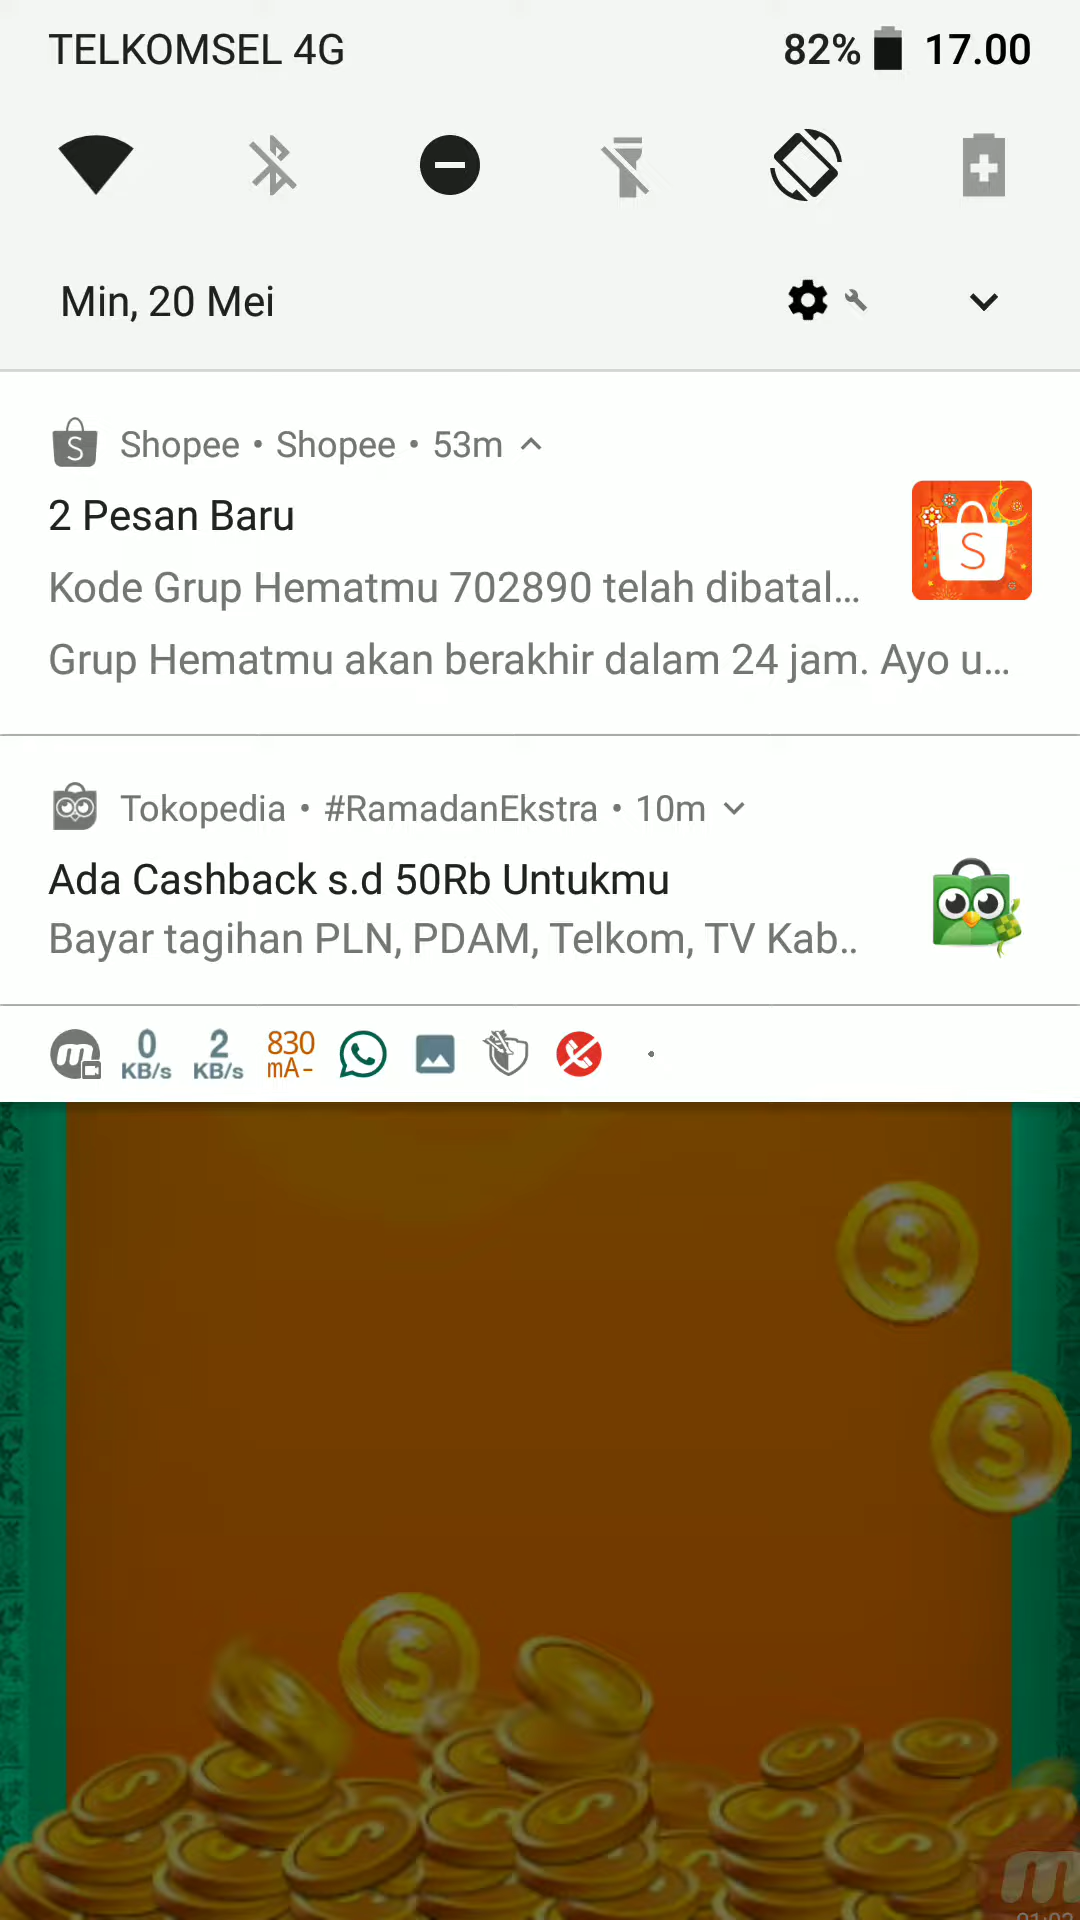 TELKOMSEL 4G 82% 17.00
Min, 20 Mei
Shopee • Shopee • 53m
2 Pesan Baru
Kode Grup Hematmu 702890 telah dibatal...
Grup Hematmu akan berakhir dalam 24 jam. Ayo u...
Tokopedia • #RamadanEkstra • 10m
Ada Cashback s.d 50Rb Untukmu
Bayar tagihan PLN, PDAM, Telkom, TV Kab..
0 KB/s 2 KB/s 830 mA-